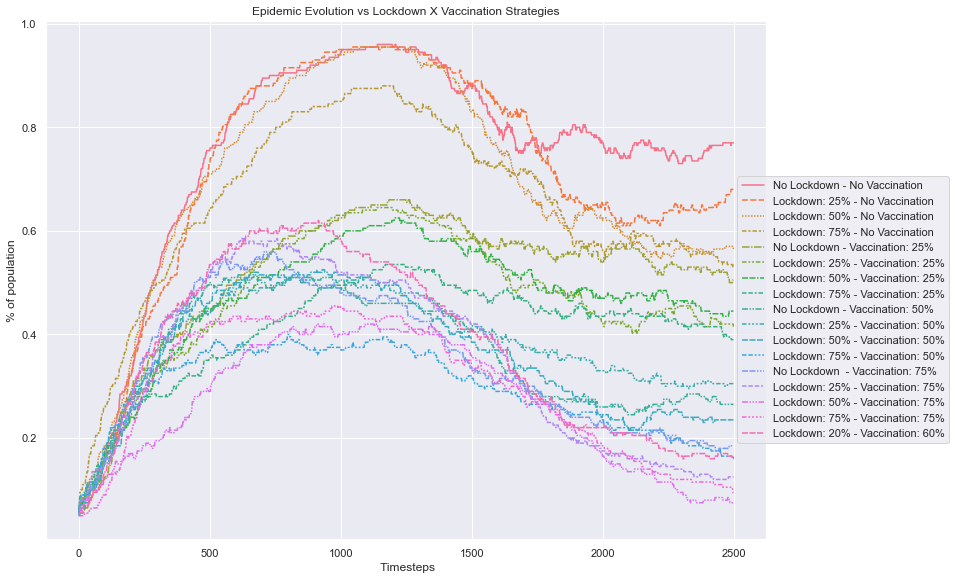 Epidemic Evolution vs Lockdown X Vaccination Strategies
1.0
0.8
0.6
0.4
0.2
% of population
0
500
1000
1500
2000
2500
Timesteps
No Lockdown - No Vaccination
Lockdown: 25% - No Vaccination
Lockdown: 50% - No Vaccination
Lockdown: 75% - No Vaccination
No Lockdown - Vaccination: 25%
Lockdown: 25% - Vaccination: 25%
Lockdown: 50% - Vaccination: 25%
Lockdown: 75% - Vaccination: 25%
No Lockdown - Vaccination: 50%
Lockdown: 25% - Vaccination: 50%
Lockdown: 50% - Vaccination: 50%
Lockdown: 75% - Vaccination: 50%
No Lockdown  - Vaccination: 75%
Lockdown: 25% - Vaccination: 75%
Lockdown: 50% - Vaccination: 75%
Lockdown: 75% - Vaccination: 75%
Lockdown: 20% - Vaccination: 60%